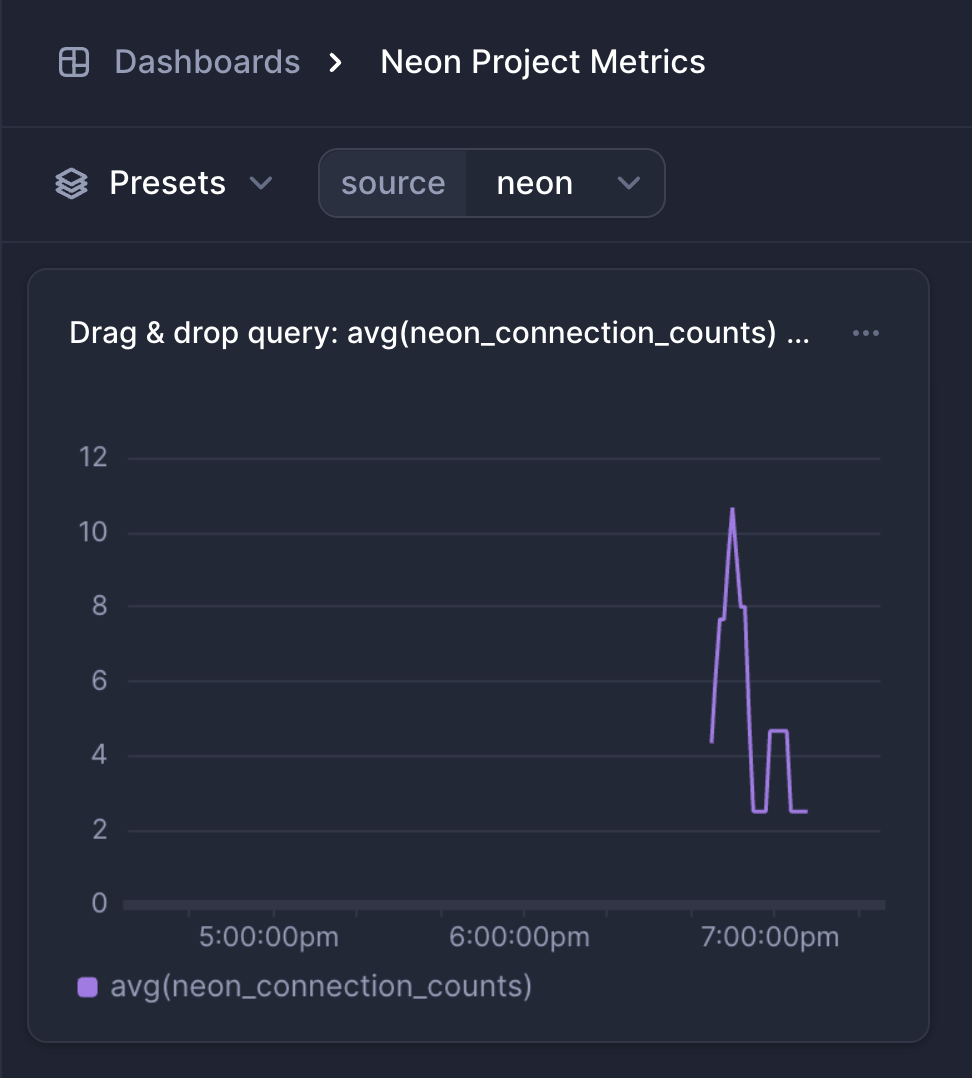 Dashboards > Neon Project Metrics
Presets source neon
Drag & drop query: avg(neon_connection_counts) ...
12
10
8
6
4
2
0
5:00:00pm 6:00:00pm 7:00:00pm
avg(neon_connection_counts)